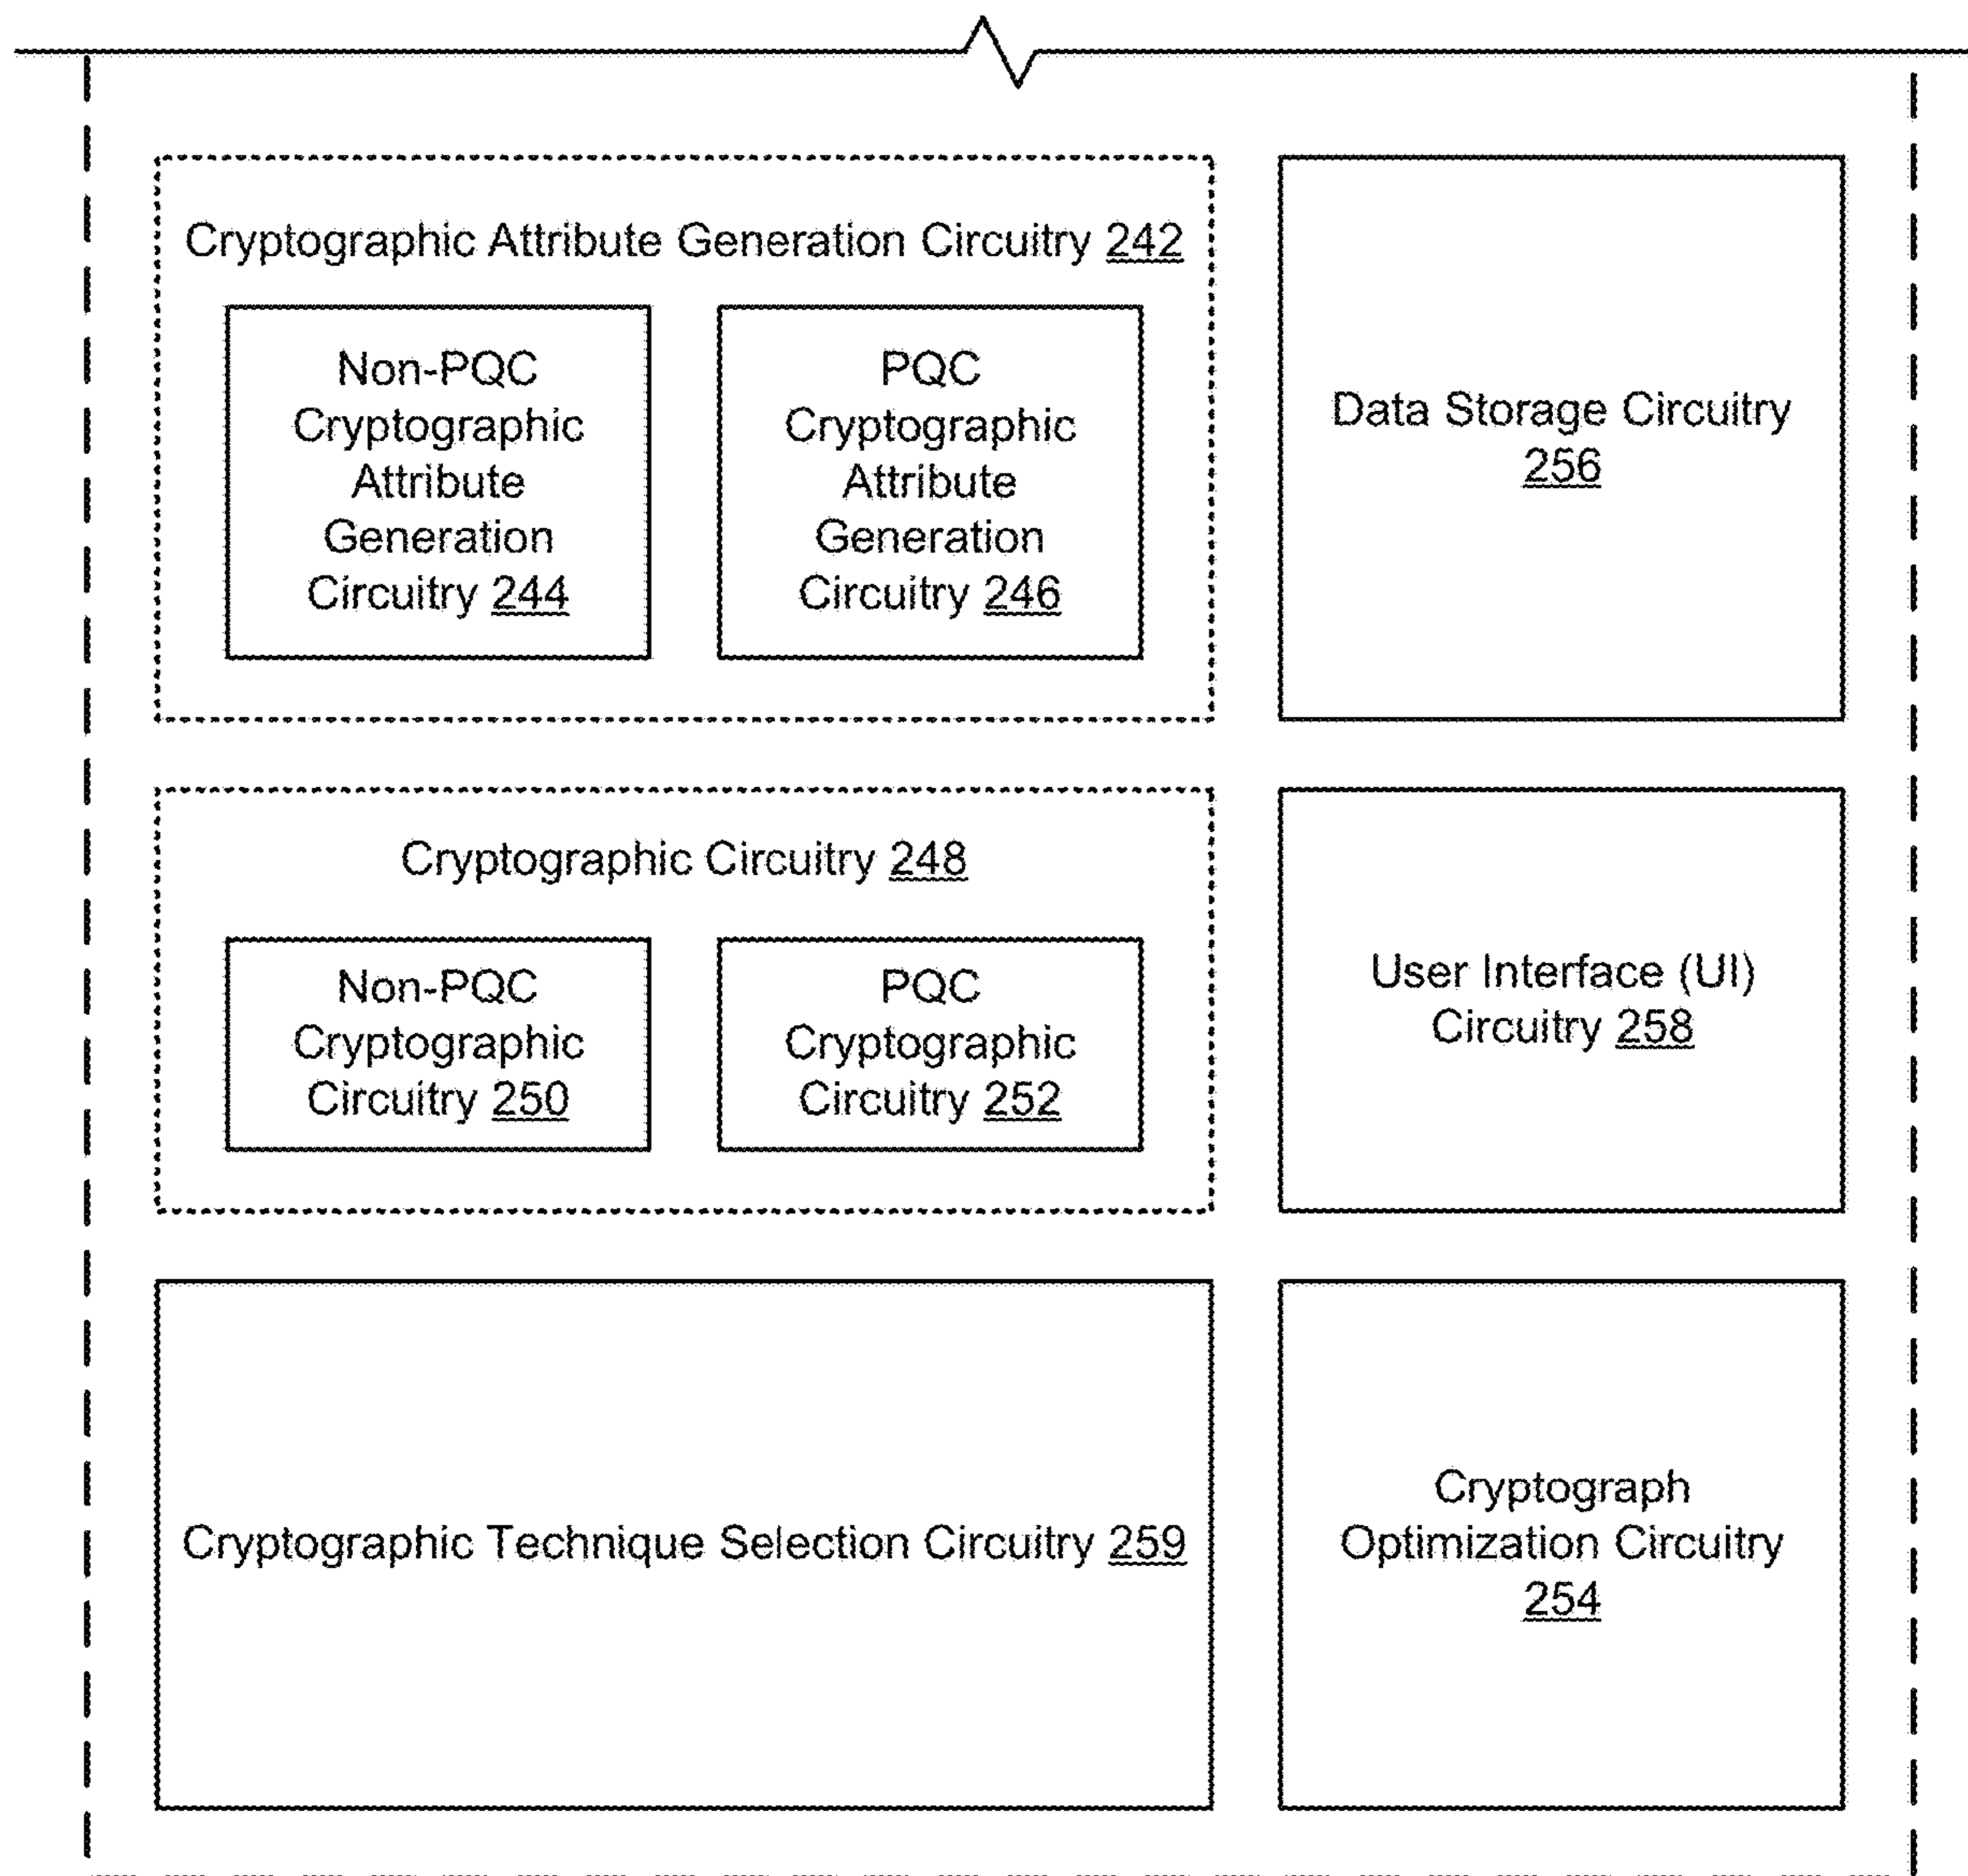 Cryptographic Attribute Generation Circuitry 242
Non-PQC
Cryptographic
Attribute
Generation
Circuitry 244
PQC
Cryptographic
Attribute
Generation
Circuitry 246
Data Storage Circuitry
256
Cryptographic Circuitry 248
Non-PQC
Cryptographic
Circuitry 250
PQC
Cryptographic
Circuitry 252
User Interface (UI)
Circuitry 258
Cryptographic Technique Selection Circuitry 259
Cryptograph
Optimization Circuitry
254